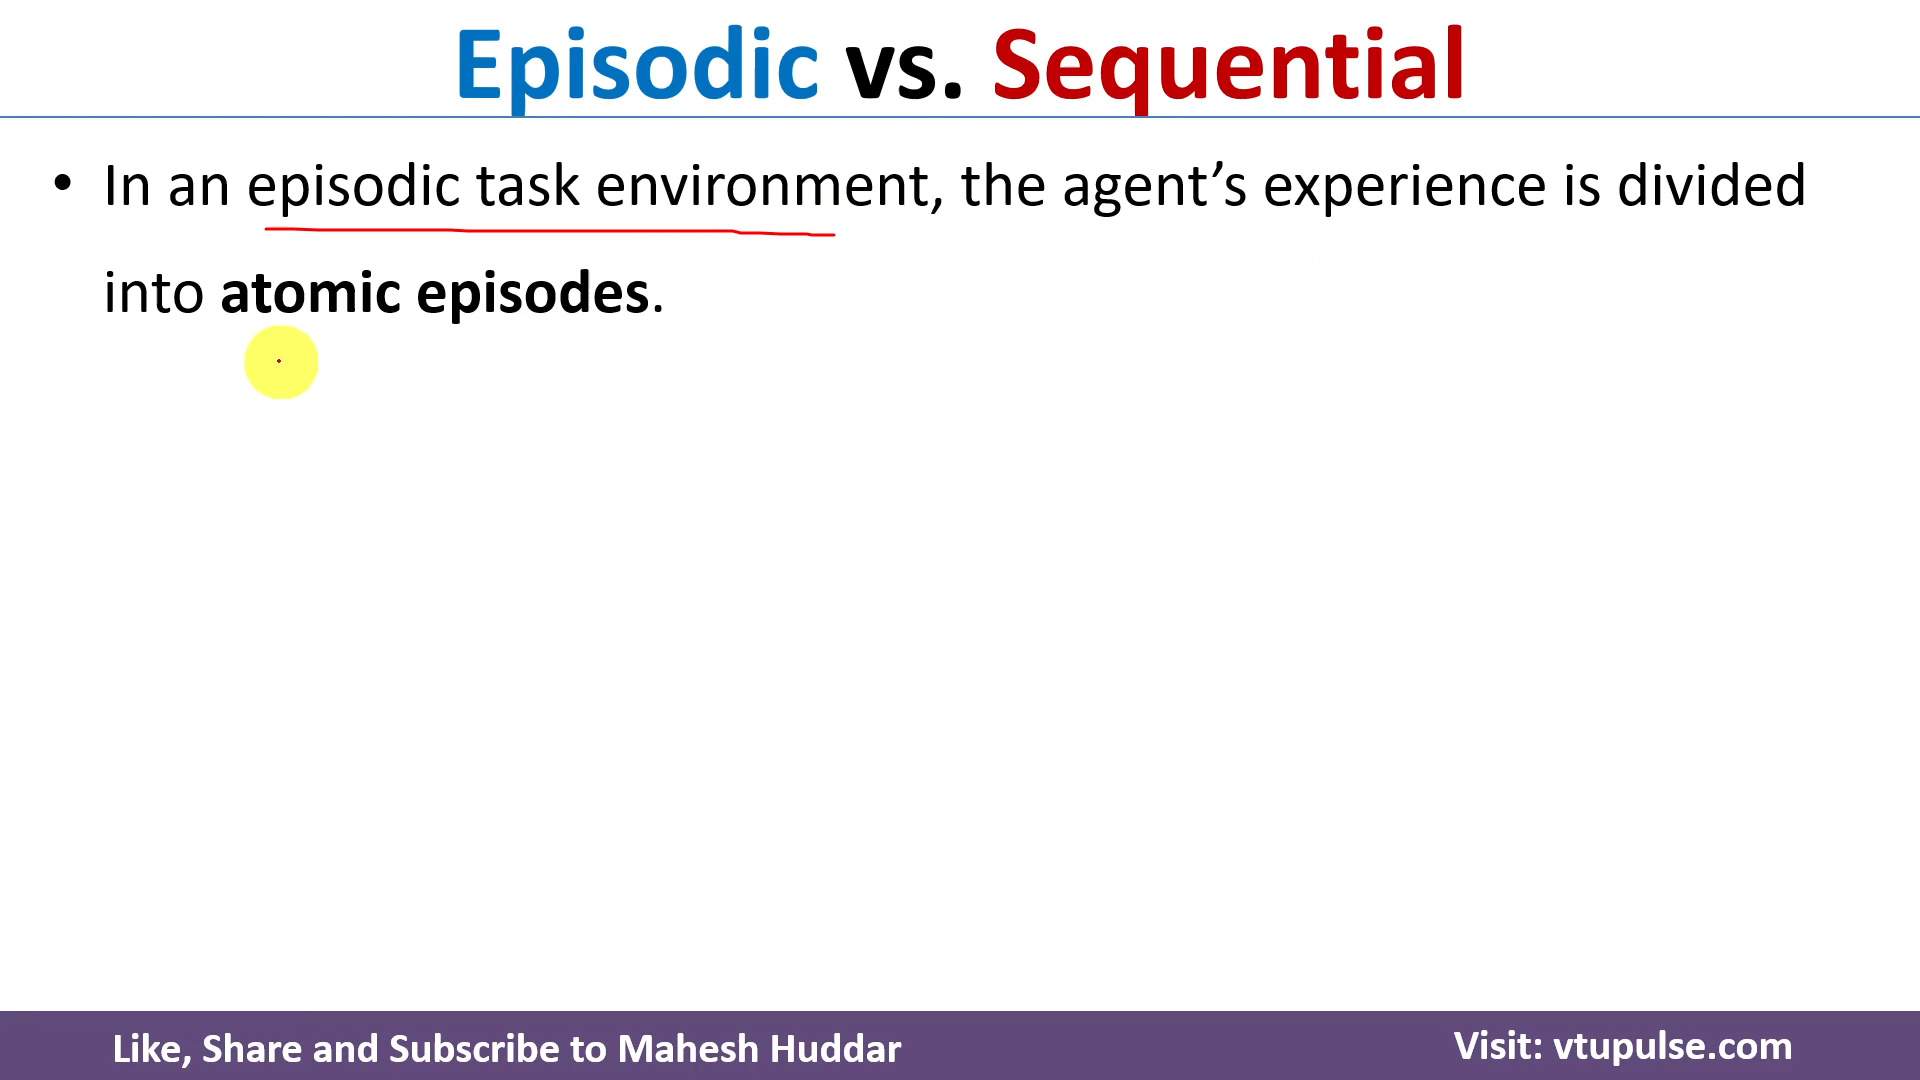 Episodic vs. Sequential
• In an episodic task environment, the agent’s experience is divided
into atomic episodes.
Like, Share and Subscribe to Mahesh Huddar
Visit: vtupulse.com